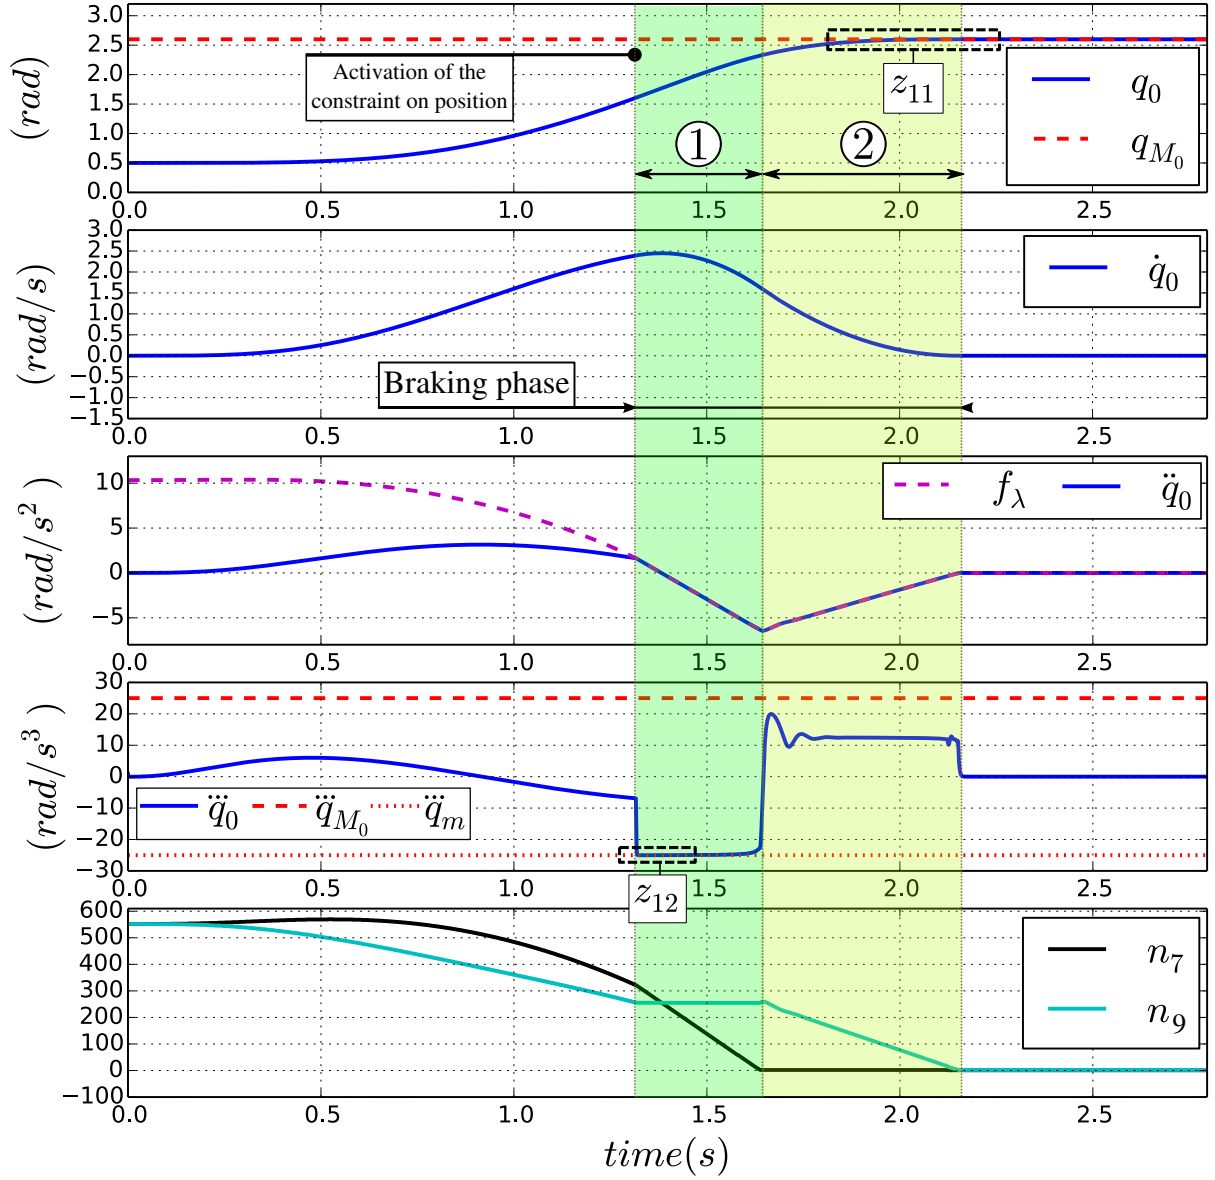 3.0
2.5
2.0
1.5
1.0
0.5
0.0
(rad)
Activation of the
constraint on position
z₁₁
① ②
q₀
q_{M₀}
0.0 0.5 1.0 1.5 2.0 2.5
3.0
2.5
2.0
1.5
1.0
0.5
0.0
−0.5
−1.0
−1.5
(rad/s)
q̇₀
Braking phase
0.0 0.5 1.0 1.5 2.0 2.5
10
5
0
−5
(rad/s²)
f_λ q̈₀
0.0 0.5 1.0 1.5 2.0 2.5
30
20
10
0
−10
−20
−30
(rad/s³)
q⃛₀ q⃛_{M₀} q⃛_m
z₁₂
0.0 0.5 1.0 1.5 2.0 2.5
600
500
400
300
200
100
0
−100
n₇
n₉
0.0 0.5 1.0 1.5 2.0 2.5
time(s)